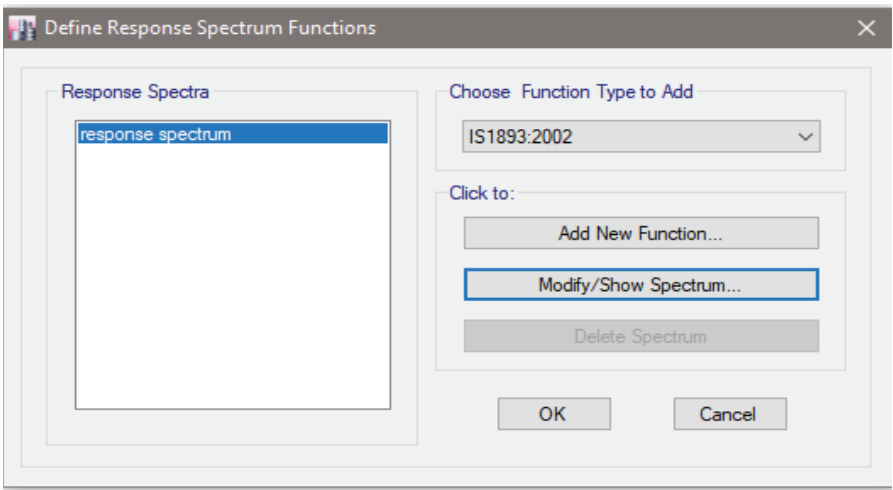 Define Response Spectrum Functions
Response Spectra
response spectrum
Choose Function Type to Add
IS1893:2002
Click to:
Add New Function...
Modify/Show Spectrum...
Delete Spectrum
OK
Cancel